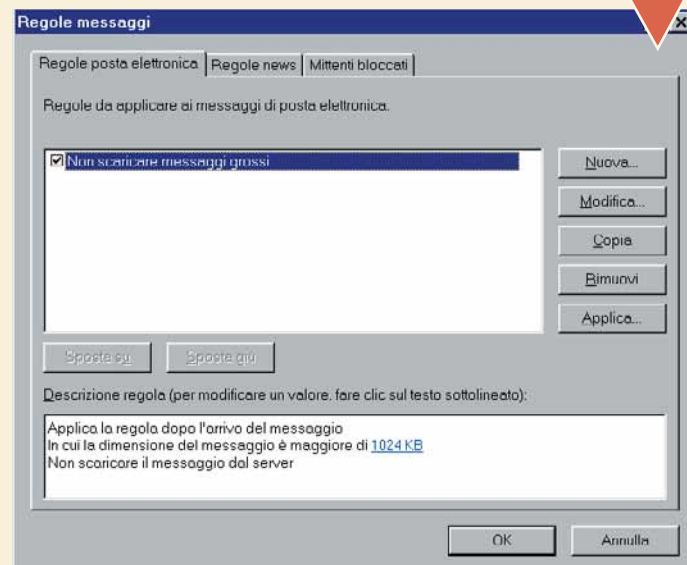 Regole messaggi
Regole posta elettronica Regole news Mittenti bloccati
Regole da applicare ai messaggi di posta elettronica.
Non scaricare messaggi grossi
Nuova...
Modifica...
Copia
Rimuovi
Applica...
Sposta su Sposta giù
Descrizione regola (per modificare un valore, fare clic sul testo sottolineato):
Applica la regola dopo l'arrivo del messaggio
In cui la dimensione del messaggio è maggiore di 1024 KB
Non scaricare il messaggio dal server
OK Annulla